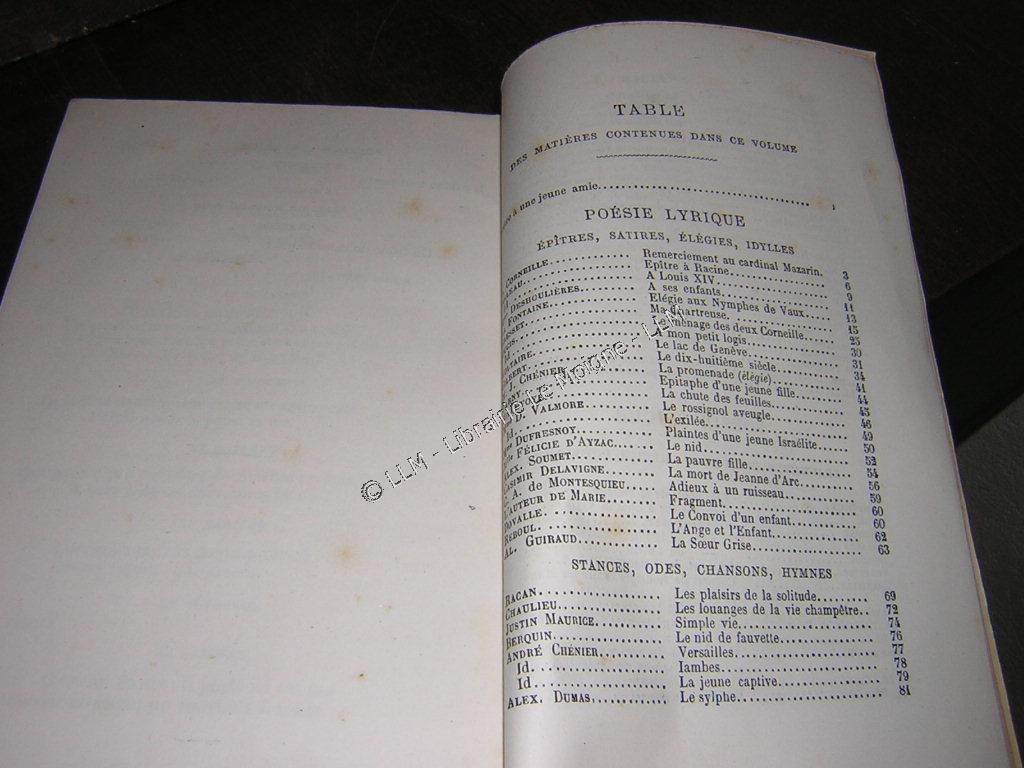 TABLE
DES MATIÈRES CONTENUES DANS CE VOLUME
à une jeune amie
POÉSIE LYRIQUE
ÉPÎTRES, SATIRES, ÉLÉGIES, IDYLLES
CORNEILLE. Remerciement au cardinal Mazarin. 3
Epître à Racine 6
A Louis XIV 9
DESHOULIÈRES A ses enfants 11
FONTAINE Elégie aux Nymphes de Vaux 13
Ma Chartreuse 15
Le ménage des deux Corneille 25
Id. A mon petit logis 30
Le lac de Genève 31
Le dix-huitième siècle 34
CHÉNIER La promenade (élégie) 41
Epitaphe d'une jeune fille 44
La chute des feuilles 45
D. VALMORE Le rossignol aveugle 46
Id. L'exilée 49
DUFRESNOY Plaintes d'une jeune Israélite 50
FÉLICIE D'AYZAC Le nid 52
ALEX. SOUMET La pauvre fille 54
CASIMIR DELAVIGNE La mort de Jeanne d'Arc 56
C. A. DE MONTESQUIEU Adieux à un ruisseau 59
L'AUTEUR DE MARIE Fragment 60
DOVALLE Le Convoi d'un enfant 60
REBOUL L'Ange et l'Enfant 62
AL. GUIRAUD La Sœur Grise 63
STANCES, ODES, CHANSONS, HYMNES
RACAN Les plaisirs de la solitude 69
CHAULIEU Les louanges de la vie champêtre 72
JUSTIN MAURICE Simple vie 74
BERQUIN Le nid de fauvette 76
ANDRÉ CHÉNIER Versailles 77
Id. Iambes 78
Id. La jeune captive 79
ALEX. DUMAS Le sylphe 81
© LLM - Librairie Le Moigne - LLM